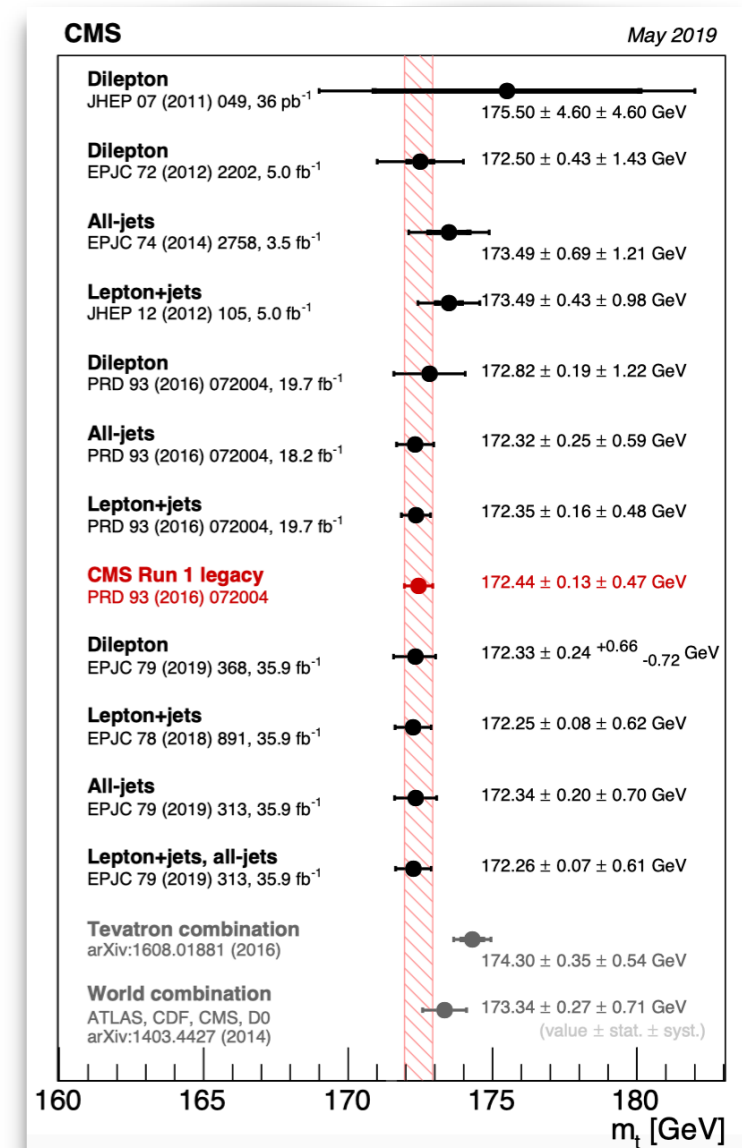 CMS May 2019
Dilepton
JHEP 07 (2011) 049, 36 pb⁻¹
175.50 ± 4.60 ± 4.60 GeV
Dilepton
EPJC 72 (2012) 2202, 5.0 fb⁻¹
172.50 ± 0.43 ± 1.43 GeV
All-jets
EPJC 74 (2014) 2758, 3.5 fb⁻¹
173.49 ± 0.69 ± 1.21 GeV
Lepton+jets
JHEP 12 (2012) 105, 5.0 fb⁻¹
173.49 ± 0.43 ± 0.98 GeV
Dilepton
PRD 93 (2016) 072004, 19.7 fb⁻¹
172.82 ± 0.19 ± 1.22 GeV
All-jets
PRD 93 (2016) 072004, 18.2 fb⁻¹
172.32 ± 0.25 ± 0.59 GeV
Lepton+jets
PRD 93 (2016) 072004, 19.7 fb⁻¹
172.35 ± 0.16 ± 0.48 GeV
CMS Run 1 legacy
PRD 93 (2016) 072004
172.44 ± 0.13 ± 0.47 GeV
Dilepton
EPJC 79 (2019) 368, 35.9 fb⁻¹
172.33 ± 0.24 +0.66 -0.72 GeV
Lepton+jets
EPJC 78 (2018) 891, 35.9 fb⁻¹
172.25 ± 0.08 ± 0.62 GeV
All-jets
EPJC 79 (2019) 313, 35.9 fb⁻¹
172.34 ± 0.20 ± 0.70 GeV
Lepton+jets, all-jets
EPJC 79 (2019) 313, 35.9 fb⁻¹
172.26 ± 0.07 ± 0.61 GeV
Tevatron combination
arXiv:1608.01881 (2016)
174.30 ± 0.35 ± 0.54 GeV
World combination
ATLAS, CDF, CMS, D0
arXiv:1403.4427 (2014)
173.34 ± 0.27 ± 0.71 GeV
(value ± stat. ± syst.)
160 165 170 175 180
mₜ [GeV]